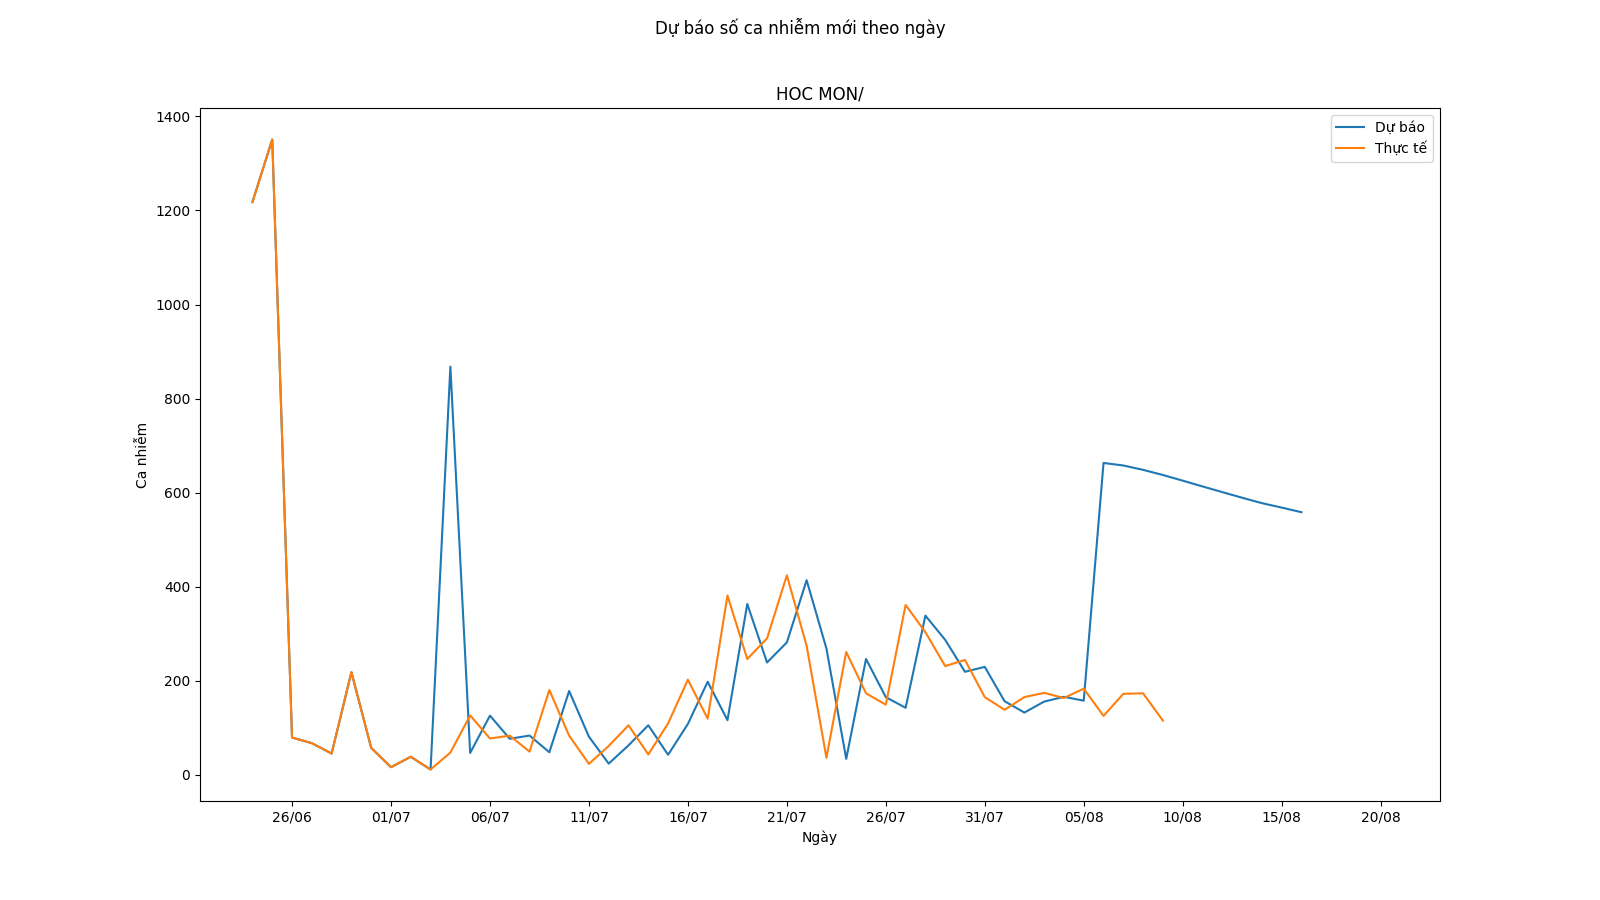 Dự báo số ca nhiễm mới theo ngày
HOC MON/
Dự báo
Thực tế
Ca nhiễm
1400
1200
1000
800
600
400
200
0
26/06 01/07 06/07 11/07 16/07 21/07 26/07 31/07 05/08 10/08 15/08 20/08
Ngày